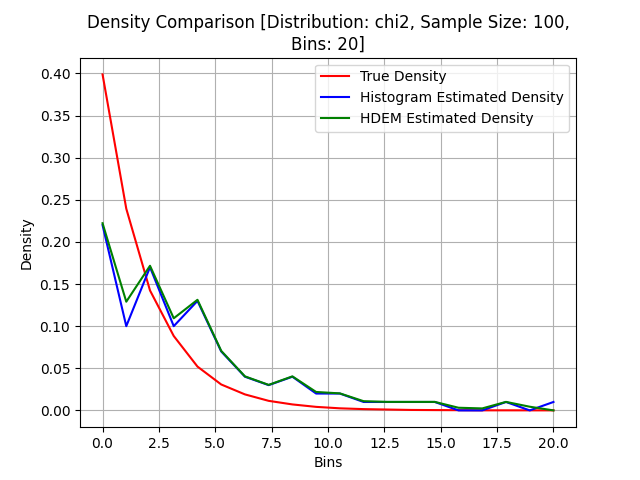 Density Comparison [Distribution: chi2, Sample Size: 100,
Bins: 20]
True Density
Histogram Estimated Density
HDEM Estimated Density
Density
0.40
0.35
0.30
0.25
0.20
0.15
0.10
0.05
0.00
0.0 2.5 5.0 7.5 10.0 12.5 15.0 17.5 20.0
Bins